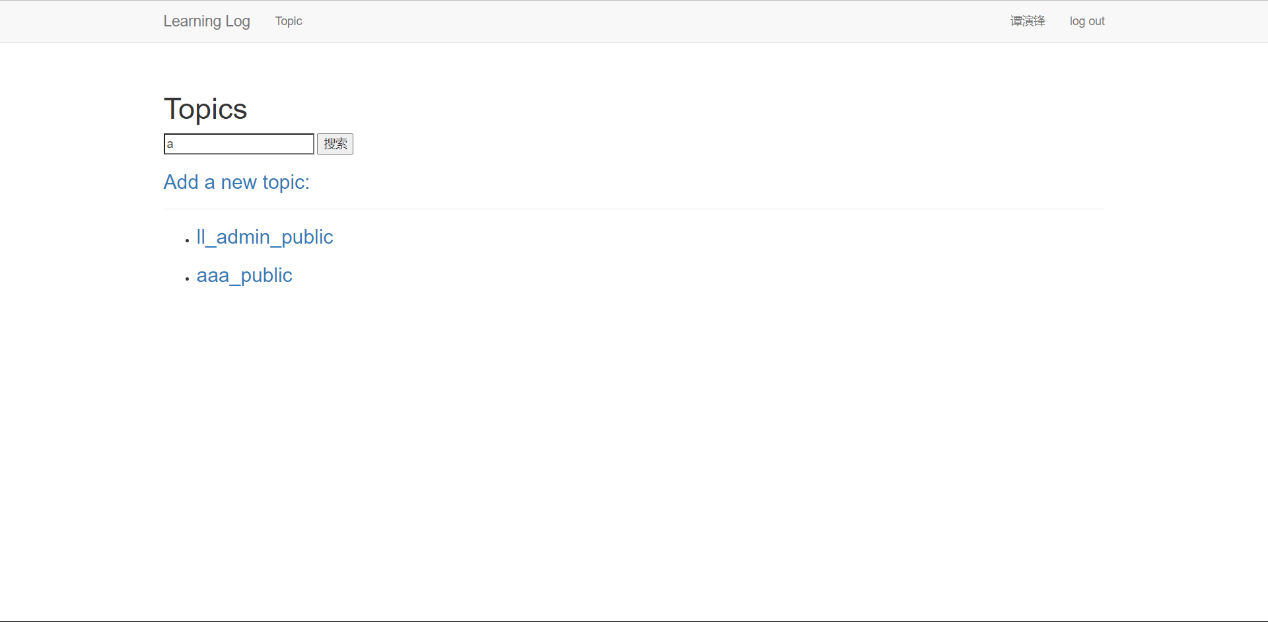 Learning Log Topic 谭演锋 log out
Topics
a 搜索
Add a new topic:
ll_admin_public
aaa_public